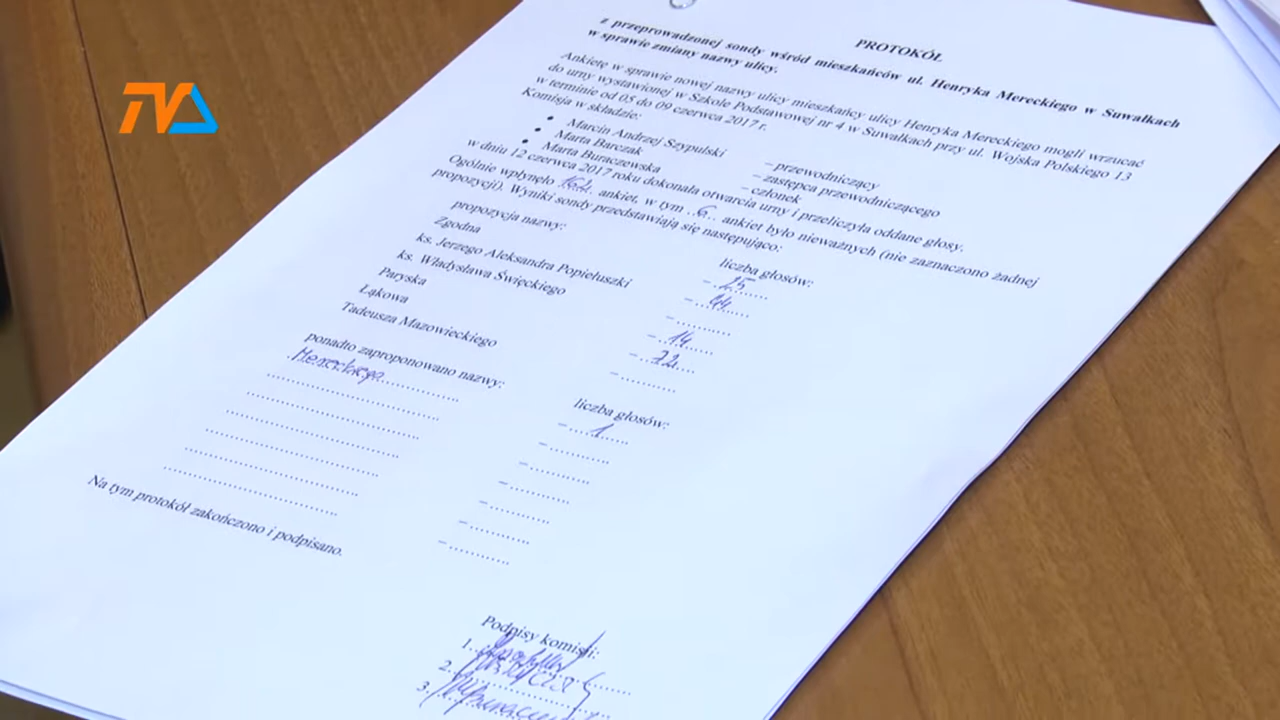 TVA
PROTOKÓŁ
z przeprowadzonej sondy wśród mieszkańców ul. Henryka Mereckiego w Suwałkach
w sprawie zmiany nazwy ulicy.
Ankietę w sprawie nowej nazwy ulicy mieszkańcy ulicy Henryka Mereckiego mogli wrzucać
do urny wystawionej w Szkole Podstawowej nr 4 w Suwałkach przy ul. Wojska Polskiego 13
w terminie od 05 do 09 czerwca 2017 r.
Komisja w składzie:
• Marcin Andrzej Szypulski – przewodniczący
• Marta Barczak – zastępca przewodniczącego
• Marta Buraczewska – członek
w dniu 12 czerwca 2017 roku dokonała otwarcia urny i przeliczyła oddane głosy.
Ogólnie wpłynęło ankiet, w tym ..6.. ankiet było nieważnych (nie zaznaczono żadnej
propozycji). Wyniki sondy przedstawiają się następująco:
propozycja nazwy: liczba głosów:
Zgodna –
ks. Jerzego Aleksandra Popiełuszki – 44
ks. Władysława Święckiego – ............
Paryska – 14
Łąkowa –
Tadeusza Mazowieckiego – ............
ponadto zaproponowano nazwy: liczba głosów:
Mereckiego – 1
Na tym protokół zakończono i podpisano.
Podpisy komisji:
1.
2.
3.